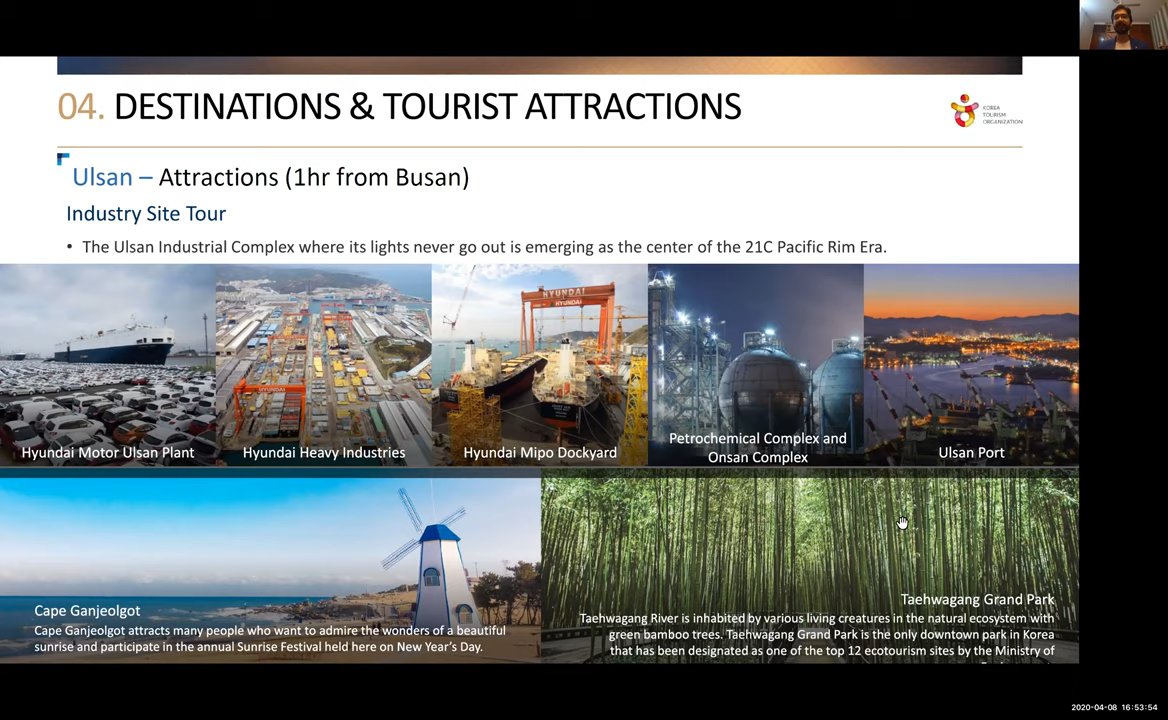 04. DESTINATIONS & TOURIST ATTRACTIONS
KOREA
TOURISM
ORGANIZATION
Ulsan – Attractions (1hr from Busan)
Industry Site Tour
• The Ulsan Industrial Complex where its lights never go out is emerging as the center of the 21C Pacific Rim Era.
HYUNDAI
HYUNDAI
HYUNDAI
Hyundai Motor Ulsan Plant
Hyundai Heavy Industries
Hyundai Mipo Dockyard
Petrochemical Complex and
Onsan Complex
Ulsan Port
Cape Ganjeolgot
Cape Ganjeolgot attracts many people who want to admire the wonders of a beautiful
sunrise and participate in the annual Sunrise Festival held here on New Year's Day.
Taehwagang Grand Park
Taehwagang River is inhabited by various living creatures in the natural ecosystem with
green bamboo trees. Taehwagang Grand Park is the only downtown park in Korea
that has been designated as one of the top 12 ecotourism sites by the Ministry of
2020-04-08 16:53:54